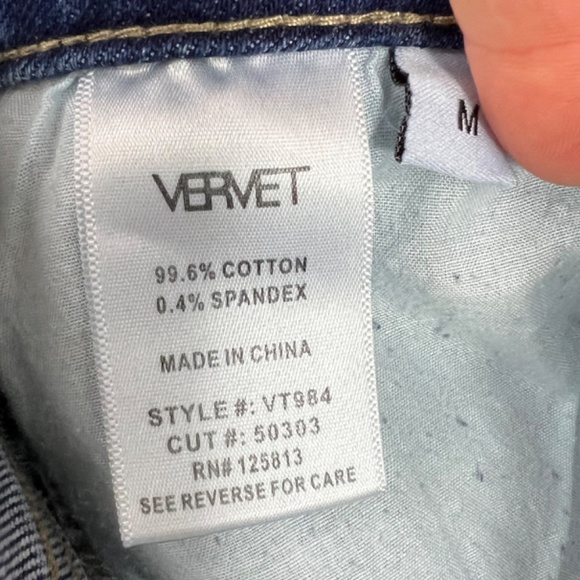 VERVET
M
99.6% COTTON
0.4% SPANDEX
MADE IN CHINA
STYLE #: VT984
CUT #: 50303
RN# 125813
SEE REVERSE FOR CARE